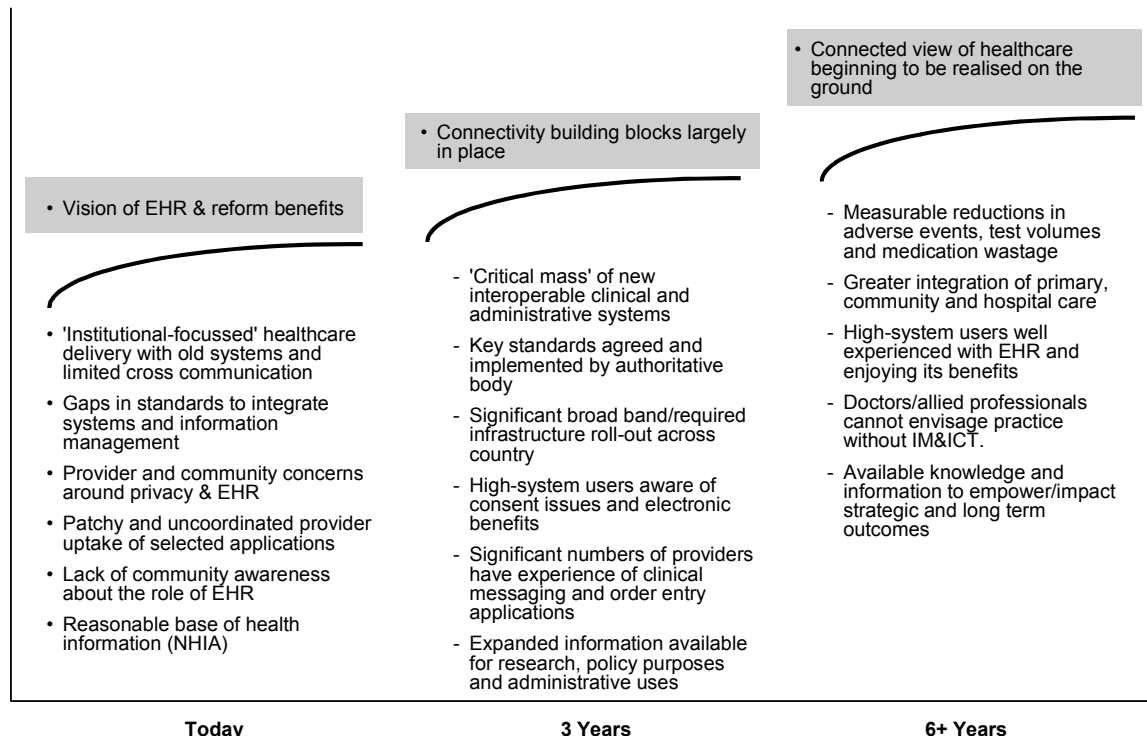 • Vision of EHR & reform benefits
• 'Institutional-focussed' healthcare
delivery with old systems and
limited cross communication
• Gaps in standards to integrate
systems and information
management
• Provider and community concerns
around privacy & EHR
• Patchy and uncoordinated provider
uptake of selected applications
• Lack of community awareness
about the role of EHR
• Reasonable base of health
information (NHIA)
Today
• Connectivity building blocks largely
in place
- 'Critical mass' of new
interoperable clinical and
administrative systems
- Key standards agreed and
implemented by authoritative
body
- Significant broad band/required
infrastructure roll-out across
country
- High-system users aware of
consent issues and electronic
benefits
- Significant numbers of providers
have experience of clinical
messaging and order entry
applications
- Expanded information available
for research, policy purposes
and administrative uses
3 Years
• Connected view of healthcare
beginning to be realised on the
ground
- Measurable reductions in
adverse events, test volumes
and medication wastage
- Greater integration of primary,
community and hospital care
- High-system users well
experienced with EHR and
enjoying its benefits
- Doctors/allied professionals
cannot envisage practice
without IM&ICT.
- Available knowledge and
information to empower/impact
strategic and long term
outcomes
6+ Years